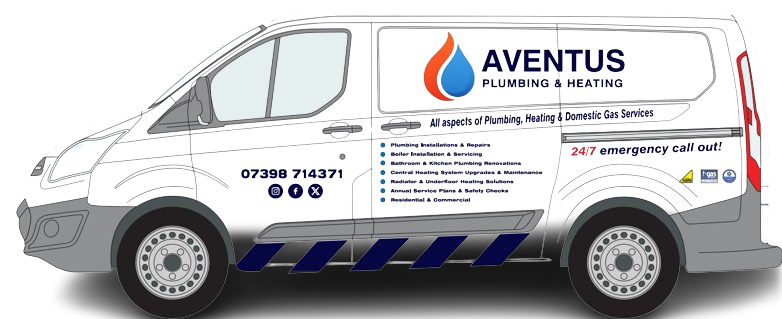 AVENTUS
PLUMBING & HEATING
All aspects of Plumbing, Heating & Domestic Gas Services
Plumbing Installations & Repairs
Boiler Installation & Servicing
Bathroom & Kitchen Plumbing Renovations
Central Heating System Upgrades & Maintenance
Radiator & Underfloor Heating Solutions
Annual Service Plans & Safety Checks
Residential & Commercial
24/7 emergency call out!
07398 714371
f-gas